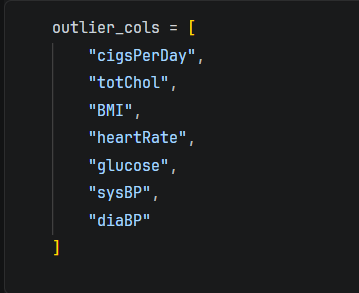 outlier_cols = [
    "cigsPerDay",
    "totChol",
    "BMI",
    "heartRate",
    "glucose",
    "sysBP",
    "diaBP"
]